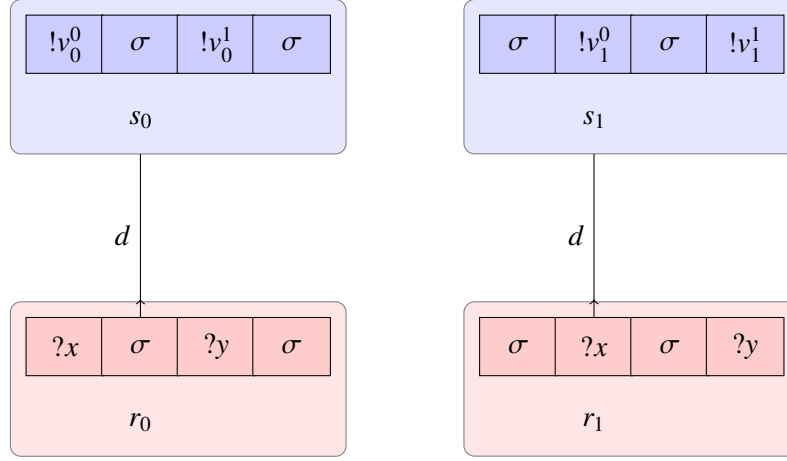 !v_0^0 σ !v_0^1 σ σ !v_1^0 σ !v_1^1
s_0 s_1
d d
?x σ ?y σ σ ?x σ ?y
r_0 r_1